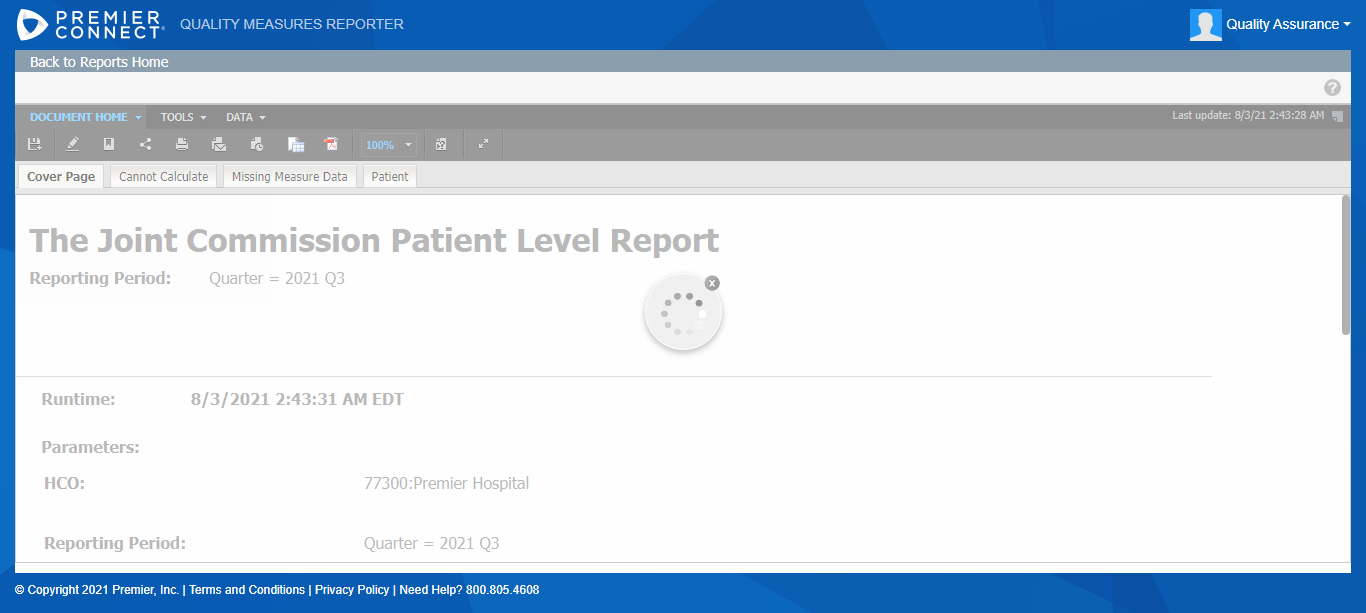 PREMIER
CONNECT
QUALITY MEASURES REPORTER
Quality Assurance
Back to Reports Home
?
DOCUMENT HOME TOOLS DATA Last update: 8/3/21 2:43:28 AM
100%
Cover Page Cannot Calculate Missing Measure Data Patient
The Joint Commission Patient Level Report
Reporting Period: Quarter = 2021 Q3
x
Runtime: 8/3/2021 2:43:31 AM EDT
Parameters:
HCO: 77300:Premier Hospital
Reporting Period: Quarter = 2021 Q3
© Copyright 2021 Premier, Inc. | Terms and Conditions | Privacy Policy | Need Help? 800.805.4608